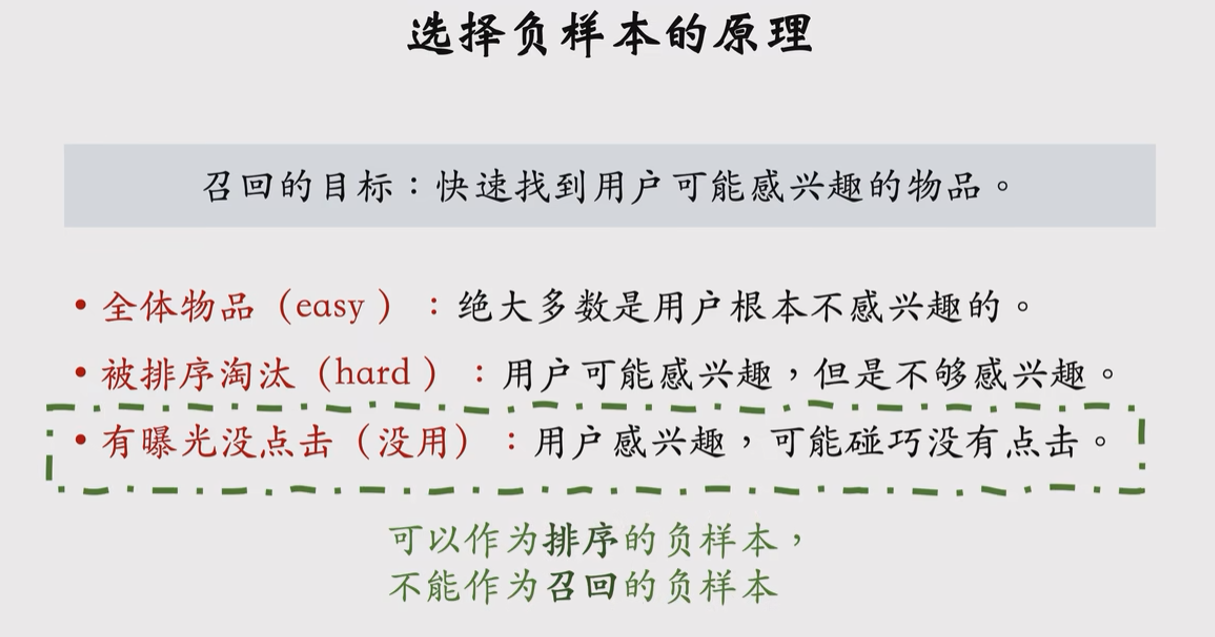 选择负样本的原理
召回的目标：快速找到用户可能感兴趣的物品。
• 全体物品（easy ）：绝大多数是用户根本不感兴趣的。
• 被排序淘汰（hard ）：用户可能感兴趣，但是不够感兴趣。
• 有曝光没点击（没用）：用户感兴趣，可能碰巧没有点击。
可以作为排序的负样本，
不能作为召回的负样本